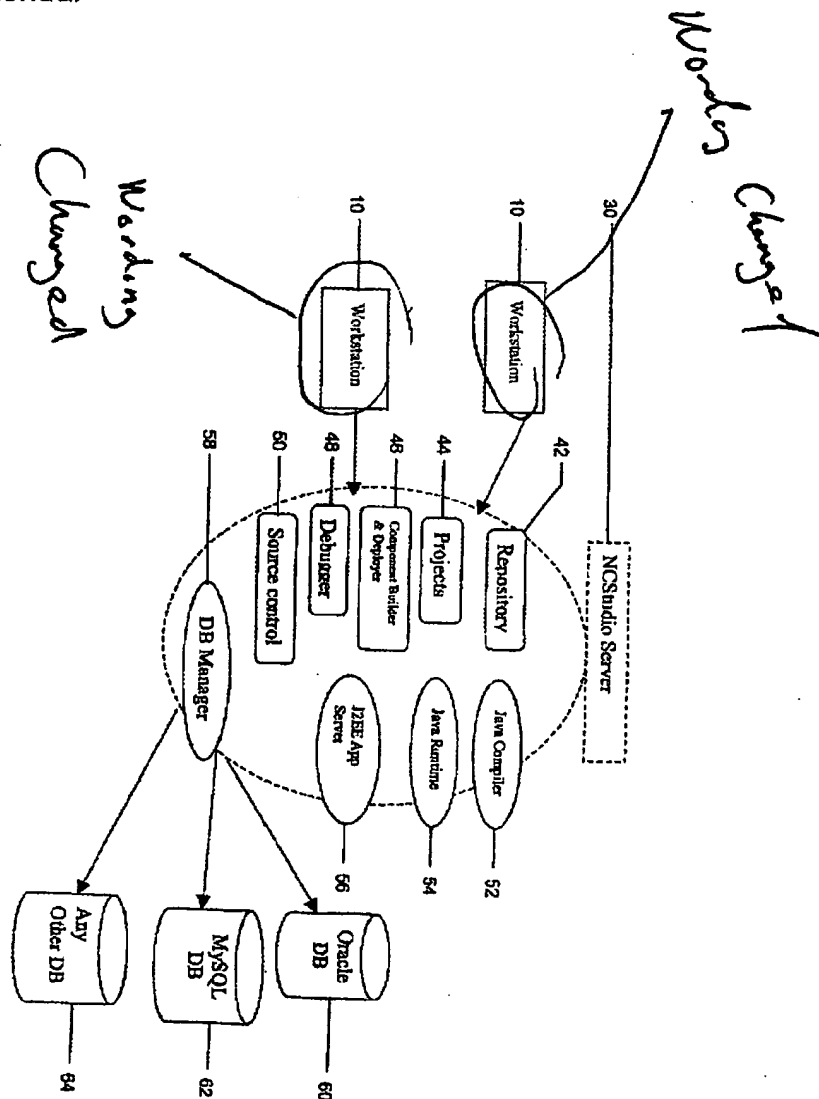 Wording Changed
Wording
Changed
30
NCStudio Server
10
Workstation
42
Repository
Java Compiler
52
44
Projects
Java Runtime
54
10
Workstation
46
Component Builder
& Deployer
J2EE App
Server
56
48
Debugger
50
Source control
58
DB Manager
Oracle
DB
60
MySQL
DB
62
Any
Other DB
64